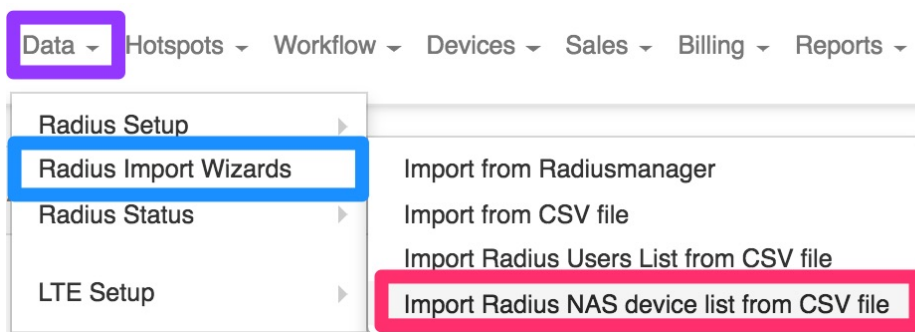 Data Hotspots Workflow Devices Sales Billing Reports
Radius Setup
Radius Import Wizards
Radius Status
LTE Setup
Import from Radiusmanager
Import from CSV file
Import Radius Users List from CSV file
Import Radius NAS device list from CSV file